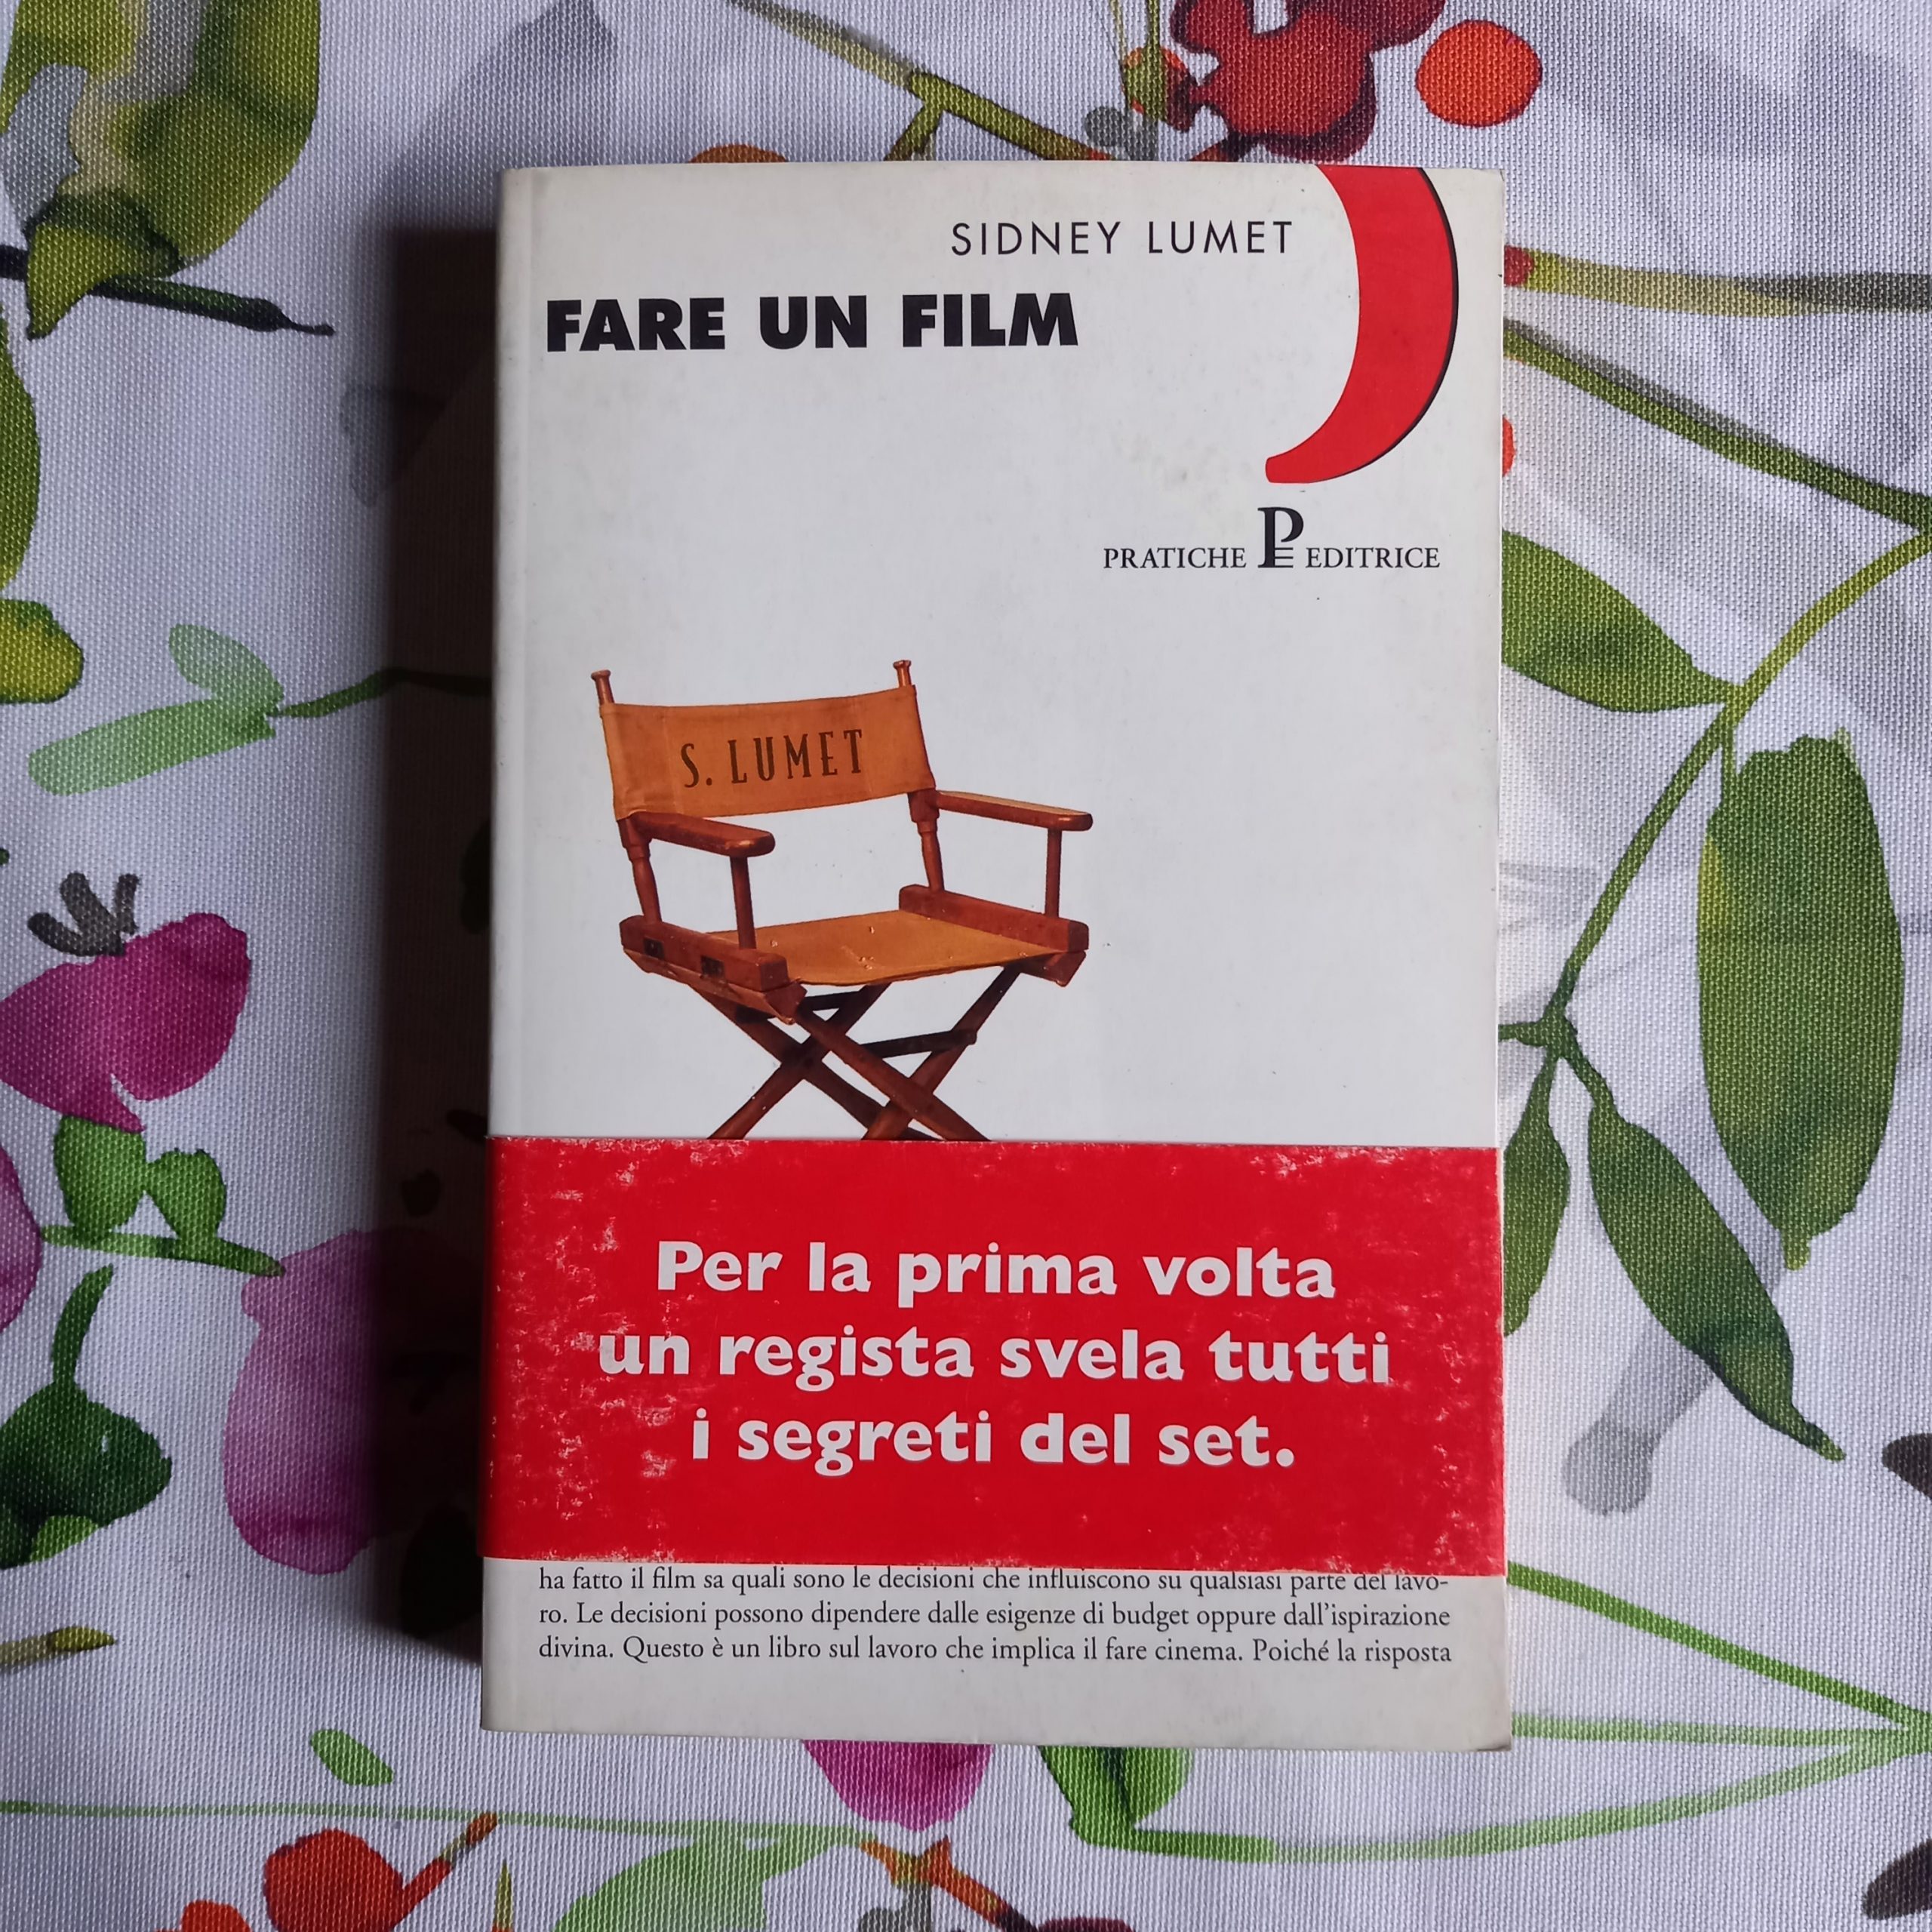 SIDNEY LUMET
FARE UN FILM
PRATICHE PE EDITRICE
S. LUMET
Per la prima volta
un regista svela tutti
i segreti del set.
ha fatto il film sa quali sono le decisioni che influiscono su qualsiasi parte del lavo-
ro. Le decisioni possono dipendere dalle esigenze di budget oppure dall'ispirazione
divina. Questo è un libro sul lavoro che implica il fare cinema. Poiché la risposta